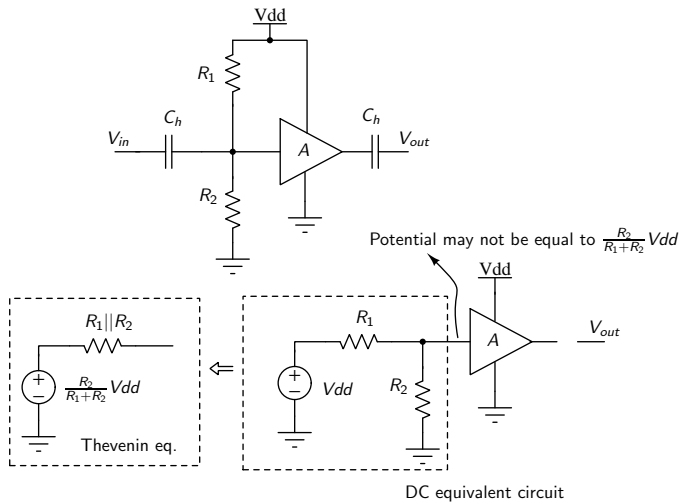 Vdd
R1
Ch
Ch
Vin
A
Vout
R2
Potential may not be equal to R2/(R1+R2) Vdd
Vdd
R1||R2
R1
A
Vout
+
−
R2/(R1+R2) Vdd
+
−
Vdd
R2
Thevenin eq.
DC equivalent circuit